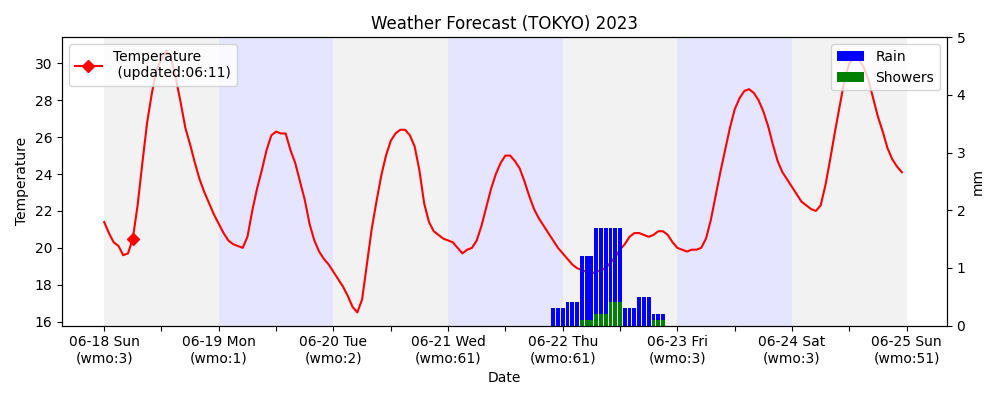 Weather Forecast (TOKYO) 2023
Temperature
(updated:06:11)
Rain
Showers
30
28
26
24
22
20
18
16
Temperature
5
4
3
2
1
0
mm
06-18 Sun
(wmo:3)
06-19 Mon
(wmo:1)
06-20 Tue
(wmo:2)
06-21 Wed
(wmo:61)
06-22 Thu
(wmo:61)
06-23 Fri
(wmo:3)
06-24 Sat
(wmo:3)
06-25 Sun
(wmo:51)
Date